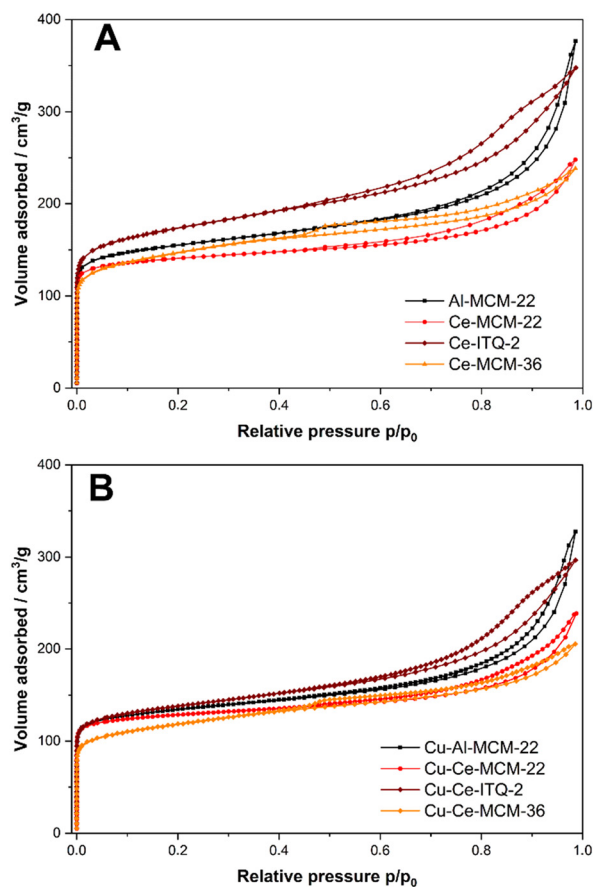 A
400
300
200
100
0
Volume adsorbed / cm³/g
Al-MCM-22
Ce-MCM-22
Ce-ITQ-2
Ce-MCM-36
0.0 0.2 0.4 0.6 0.8 1.0
Relative pressure p/p₀
B
400
300
200
100
0
Volume adsorbed / cm³/g
Cu-Al-MCM-22
Cu-Ce-MCM-22
Cu-Ce-ITQ-2
Cu-Ce-MCM-36
0.0 0.2 0.4 0.6 0.8 1.0
Relative pressure p/p₀